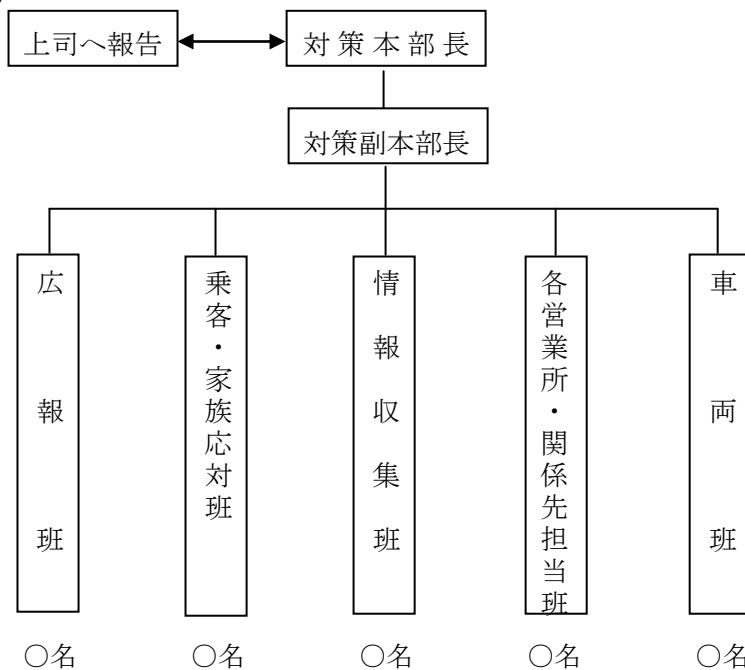 上司へ報告
対策本部長
対策副本部長
広報班
乗客・家族応対班
情報収集班
各営業所・関係先担当班
車両班
○名
○名
○名
○名
○名